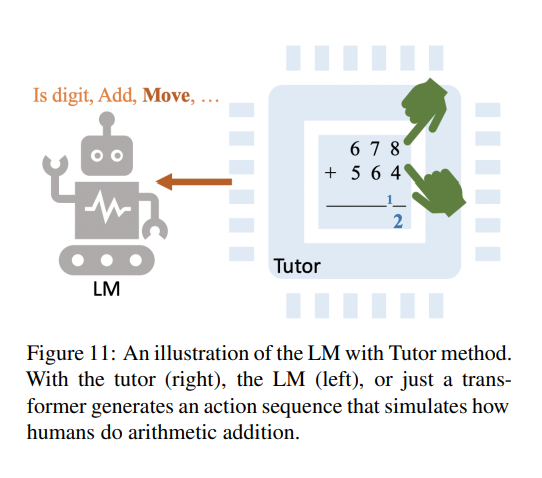 Is digit, Add, Move, ...
6 7 8
+ 5 6 4
1
2
Tutor
LM
Figure 11: An illustration of the LM with Tutor method.
With the tutor (right), the LM (left), or just a trans-
former generates an action sequence that simulates how
humans do arithmetic addition.